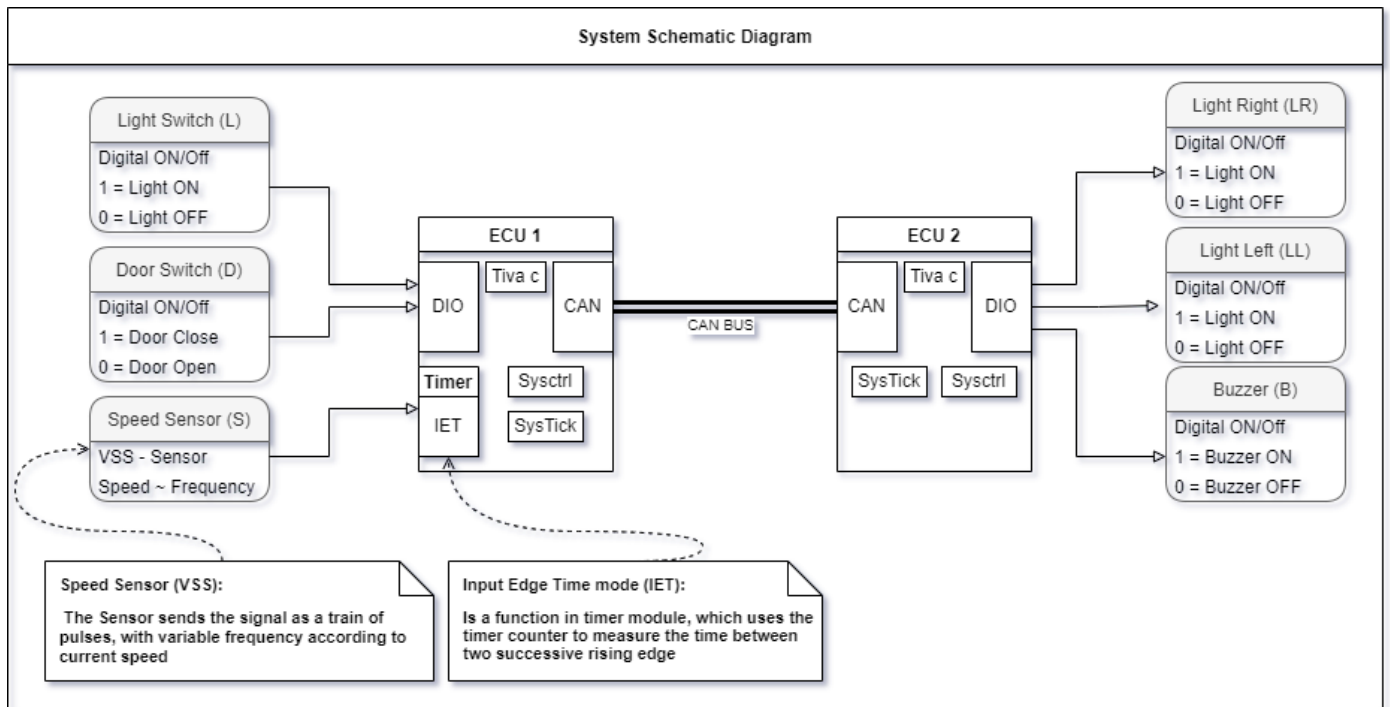 System Schematic Diagram
Light Switch (L)
Digital ON/Off
1 = Light ON
0 = Light OFF
Door Switch (D)
Digital ON/Off
1 = Door Close
0 = Door Open
Speed Sensor (S)
VSS - Sensor
Speed ~ Frequency
ECU 1
Tiva c
DIO
CAN
Timer
IET
Sysctrl
SysTick
CAN BUS
ECU 2
Tiva c
CAN
DIO
SysTick
Sysctrl
Light Right (LR)
Digital ON/Off
1 = Light ON
0 = Light OFF
Light Left (LL)
Digital ON/Off
1 = Light ON
0 = Light OFF
Buzzer (B)
Digital ON/Off
1 = Buzzer ON
0 = Buzzer OFF
Speed Sensor (VSS):
The Sensor sends the signal as a train of
pulses, with variable frequency according to
current speed
Input Edge Time mode (IET):
Is a function in timer module, which uses the
timer counter to measure the time between
two successive rising edge